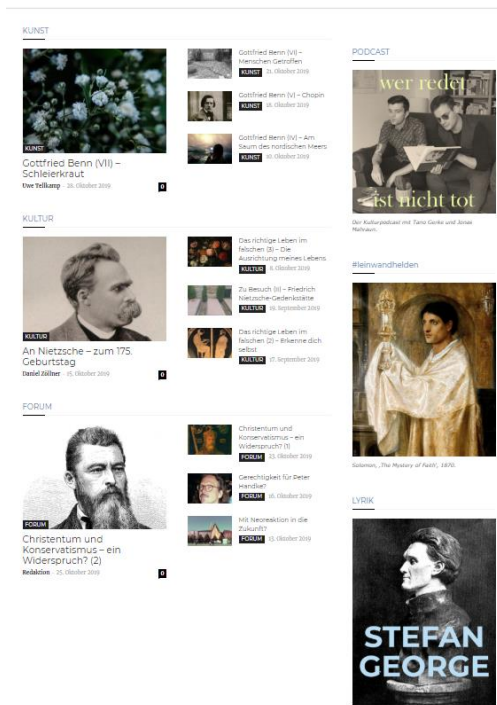 KUNST
KUNST
Gottfried Benn (VII) –
Schleierkraut
Uwe Tellkamp - 28. Oktober 2019
0
Gottfried Benn (VI) –
Menschen Getroffen
KUNST 21. Oktober 2019
Gottfried Benn (V) – Chopin
KUNST 18. Oktober 2019
Gottfried Benn (IV) – Am
Saum des nordischen Meers
KUNST 10. Oktober 2019
KULTUR
KULTUR
An Nietzsche – zum 175.
Geburtstag
Daniel Zöllner - 15. Oktober 2019
0
Das richtige Leben im
falschen (3) – Die
Ausrichtung meines Lebens
KULTUR 8. Oktober 2019
Zu Besuch (II) – Friedrich
Nietzsche-Gedenkstätte
KULTUR 19. September 2019
Das richtige Leben im
falschen (2) – Erkenne dich
selbst
KULTUR 17. September 2019
FORUM
FORUM
Christentum und
Konservatismus – ein
Widerspruch? (2)
Redaktion - 25. Oktober 2019
0
Christentum und
Konservatismus – ein
Widerspruch? (1)
FORUM 23. Oktober 2019
Gerechtigkeit für Peter
Handke?
FORUM 16. Oktober 2019
Mit Neoreaktion in die
Zukunft?
FORUM 13. Oktober 2019
PODCAST
wer redet
ist nicht tot
Der Kulturpodcast mit Tano Gerke und Jonas
Mahraun.
#leinwandhelden
Solomon, „The Mystery of Faith', 1870.
LYRIK
STEFAN
GEORGE